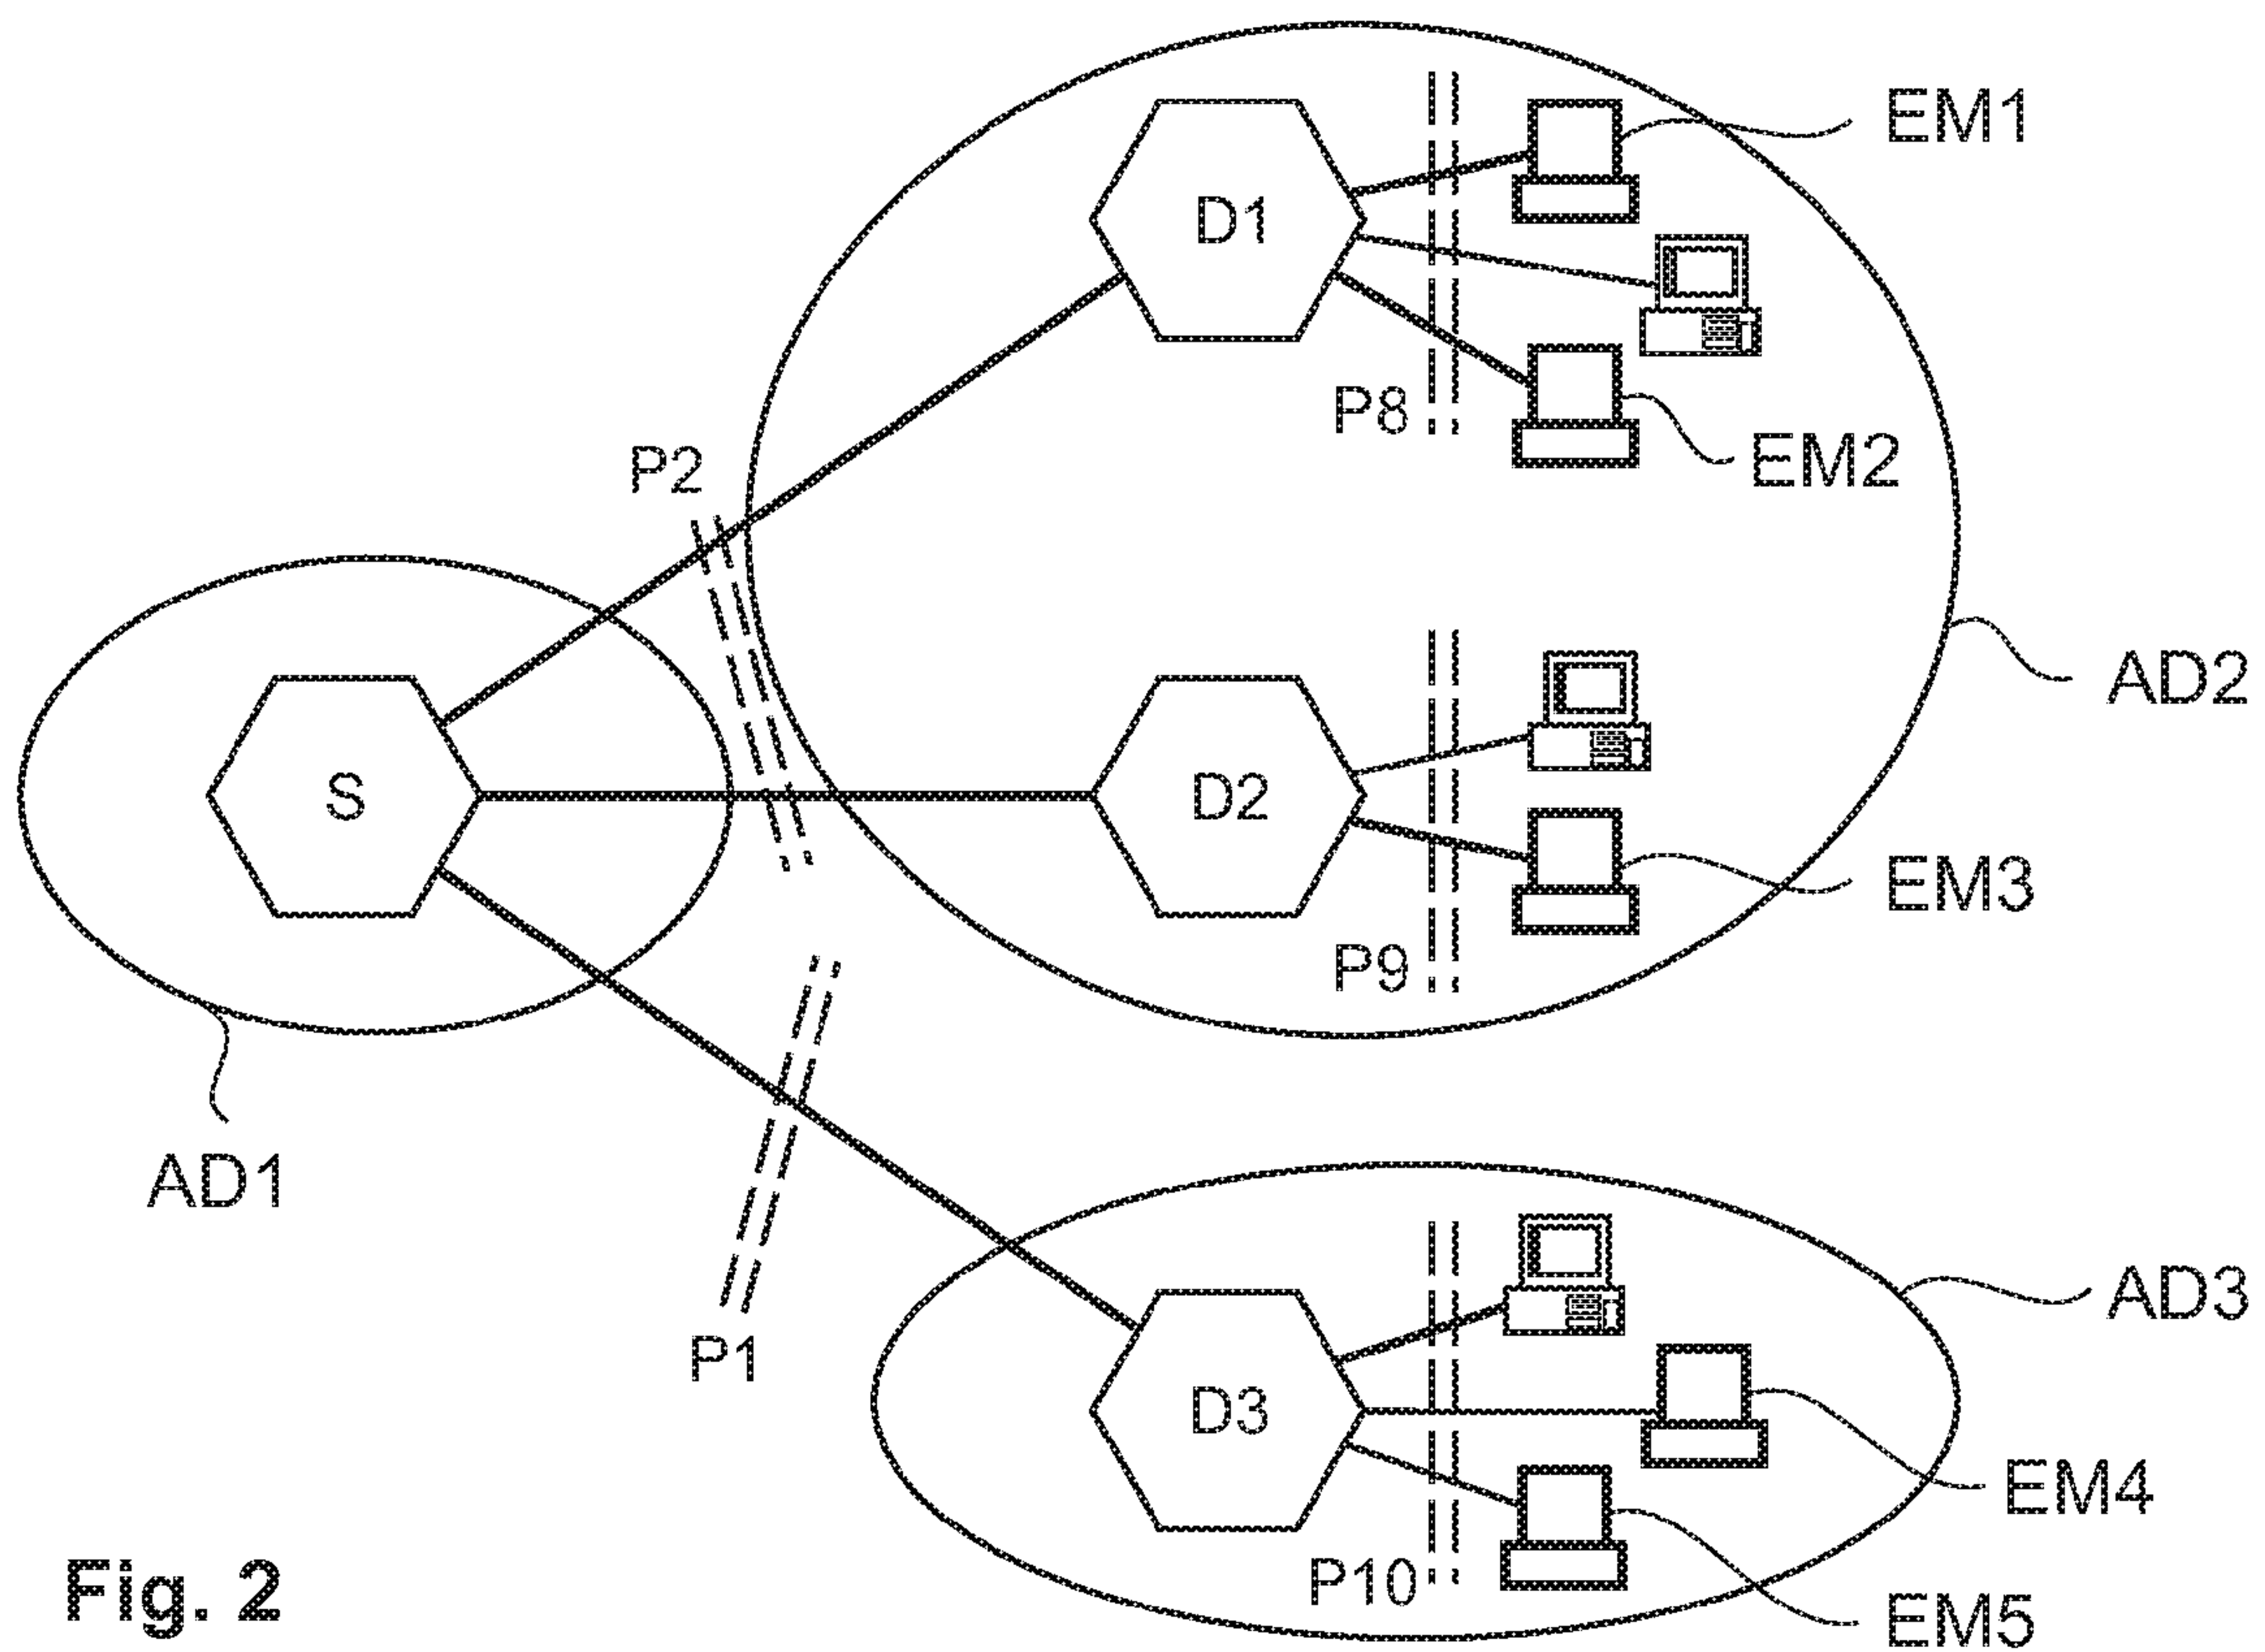 EM1
D1
P8
EM2
P2
AD2
S
D2
EM3
P9
AD1
P1
AD3
D3
EM4
P10
EM5
Fig. 2